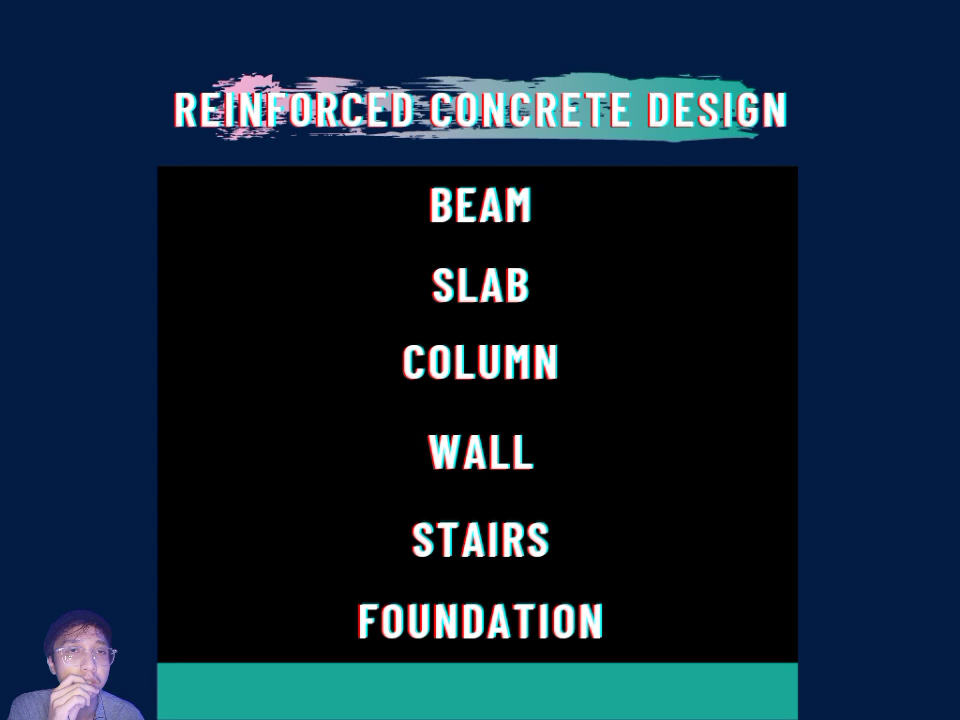 REINFORCED CONCRETE DESIGN
BEAM
SLAB
COLUMN
WALL
STAIRS
FOUNDATION